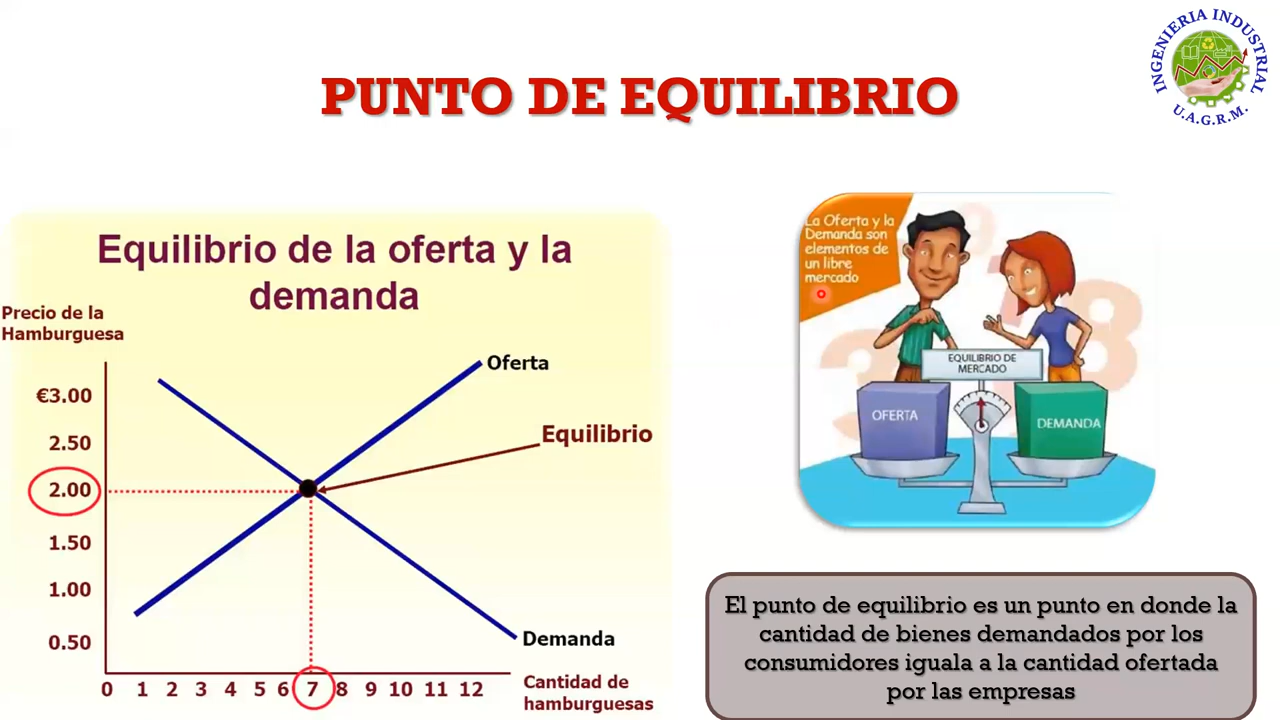 INGENIERIA INDUSTRIAL
U.A.G.R.M.
PUNTO DE EQUILIBRIO
Equilibrio de la oferta y la
demanda
Precio de la
Hamburguesa
€3.00
2.50
2.00
1.50
1.00
0.50
Oferta
Equilibrio
Demanda
0 1 2 3 4 5 6 7 8 9 10 11 12
Cantidad de
hamburguesas
La Oferta y la
Demanda son
elementos de
un libre
mercado
EQUILIBRIO DE
MERCADO
OFERTA
DEMANDA
El punto de equilibrio es un punto en donde la
cantidad de bienes demandados por los
consumidores iguala a la cantidad ofertada
por las empresas